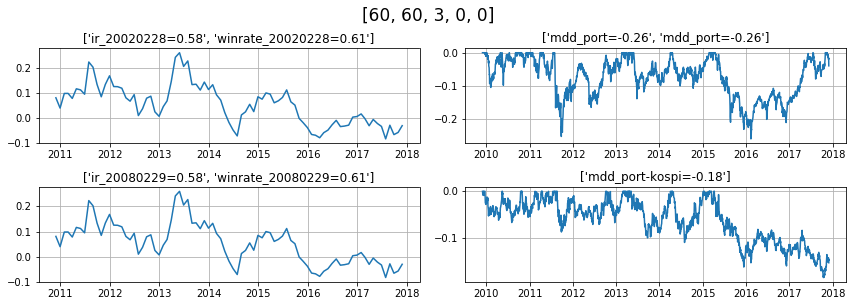 [60, 60, 3, 0, 0]
['ir_20020228=0.58', 'winrate_20020228=0.61']
0.2
0.1
0.0
−0.1
2011 2012 2013 2014 2015 2016 2017 2018
['mdd_port=-0.26', 'mdd_port=-0.26']
0.0
−0.1
−0.2
2010 2011 2012 2013 2014 2015 2016 2017 2018
['ir_20080229=0.58', 'winrate_20080229=0.61']
0.2
0.1
0.0
−0.1
2011 2012 2013 2014 2015 2016 2017 2018
['mdd_port-kospi=-0.18']
0.0
−0.1
2010 2011 2012 2013 2014 2015 2016 2017 2018